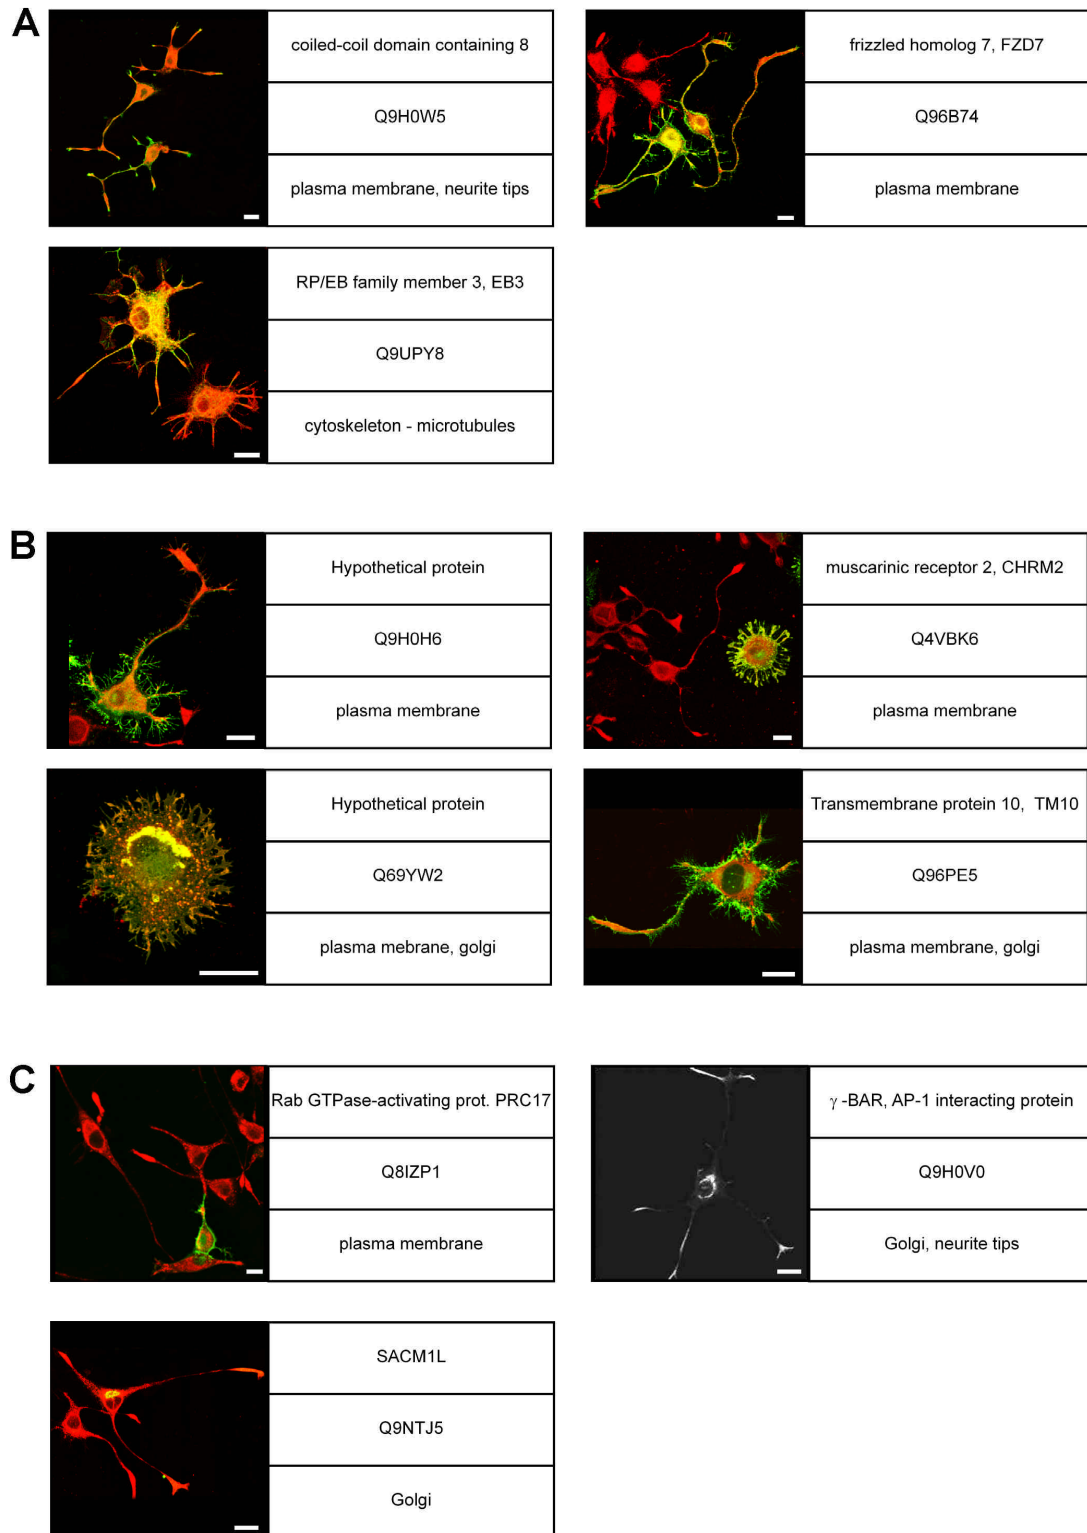 A
coiled-coil domain containing 8
Q9H0W5
plasma membrane, neurite tips
frizzled homolog 7, FZD7
Q96B74
plasma membrane
RP/EB family member 3, EB3
Q9UPY8
cytoskeleton - microtubules
B
Hypothetical protein
Q9H0H6
plasma membrane
muscarinic receptor 2, CHRM2
Q4VBK6
plasma membrane
Hypothetical protein
Q69YW2
plasma mebrane, golgi
Transmembrane protein 10, TM10
Q96PE5
plasma membrane, golgi
C
Rab GTPase-activating prot. PRC17
Q8IZP1
plasma membrane
γ-BAR, AP-1 interacting protein
Q9H0V0
Golgi, neurite tips
SACM1L
Q9NTJ5
Golgi